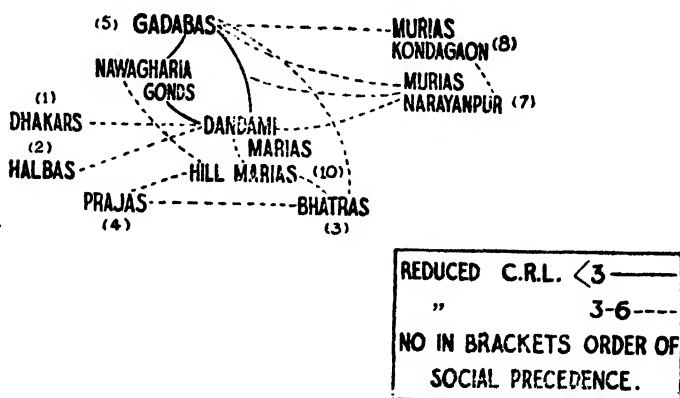 (5) GADABAS
MURIAS
KONDAGAON (8)
NAWAGHARIA
GONDS
MURIAS
NARAYANPUR (7)
(1)
DHAKARS
DANDAMI
MARIAS
(2)
HALBAS
HILL MARIAS (10)
PRAJAS
(4)
BHATRAS
(3)
REDUCED C.R.L. <3 ———
" 3-6 ----
NO IN BRACKETS ORDER OF
SOCIAL PRECEDENCE.